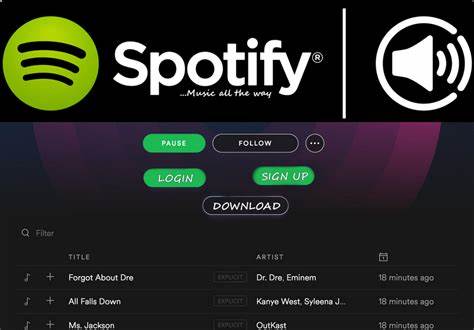 Spotify®
...Music all the way
PAUSE FOLLOW ...
LOGIN SIGN UP
DOWNLOAD
Filter
TITLE ARTIST
Forgot About Dre EXPLICIT Dr. Dre, Eminem 18 minutes ago
All Falls Down EXPLICIT Kanye West, Syleena J... 18 minutes ago
Ms. Jackson EXPLICIT OutKast 18 minutes ago